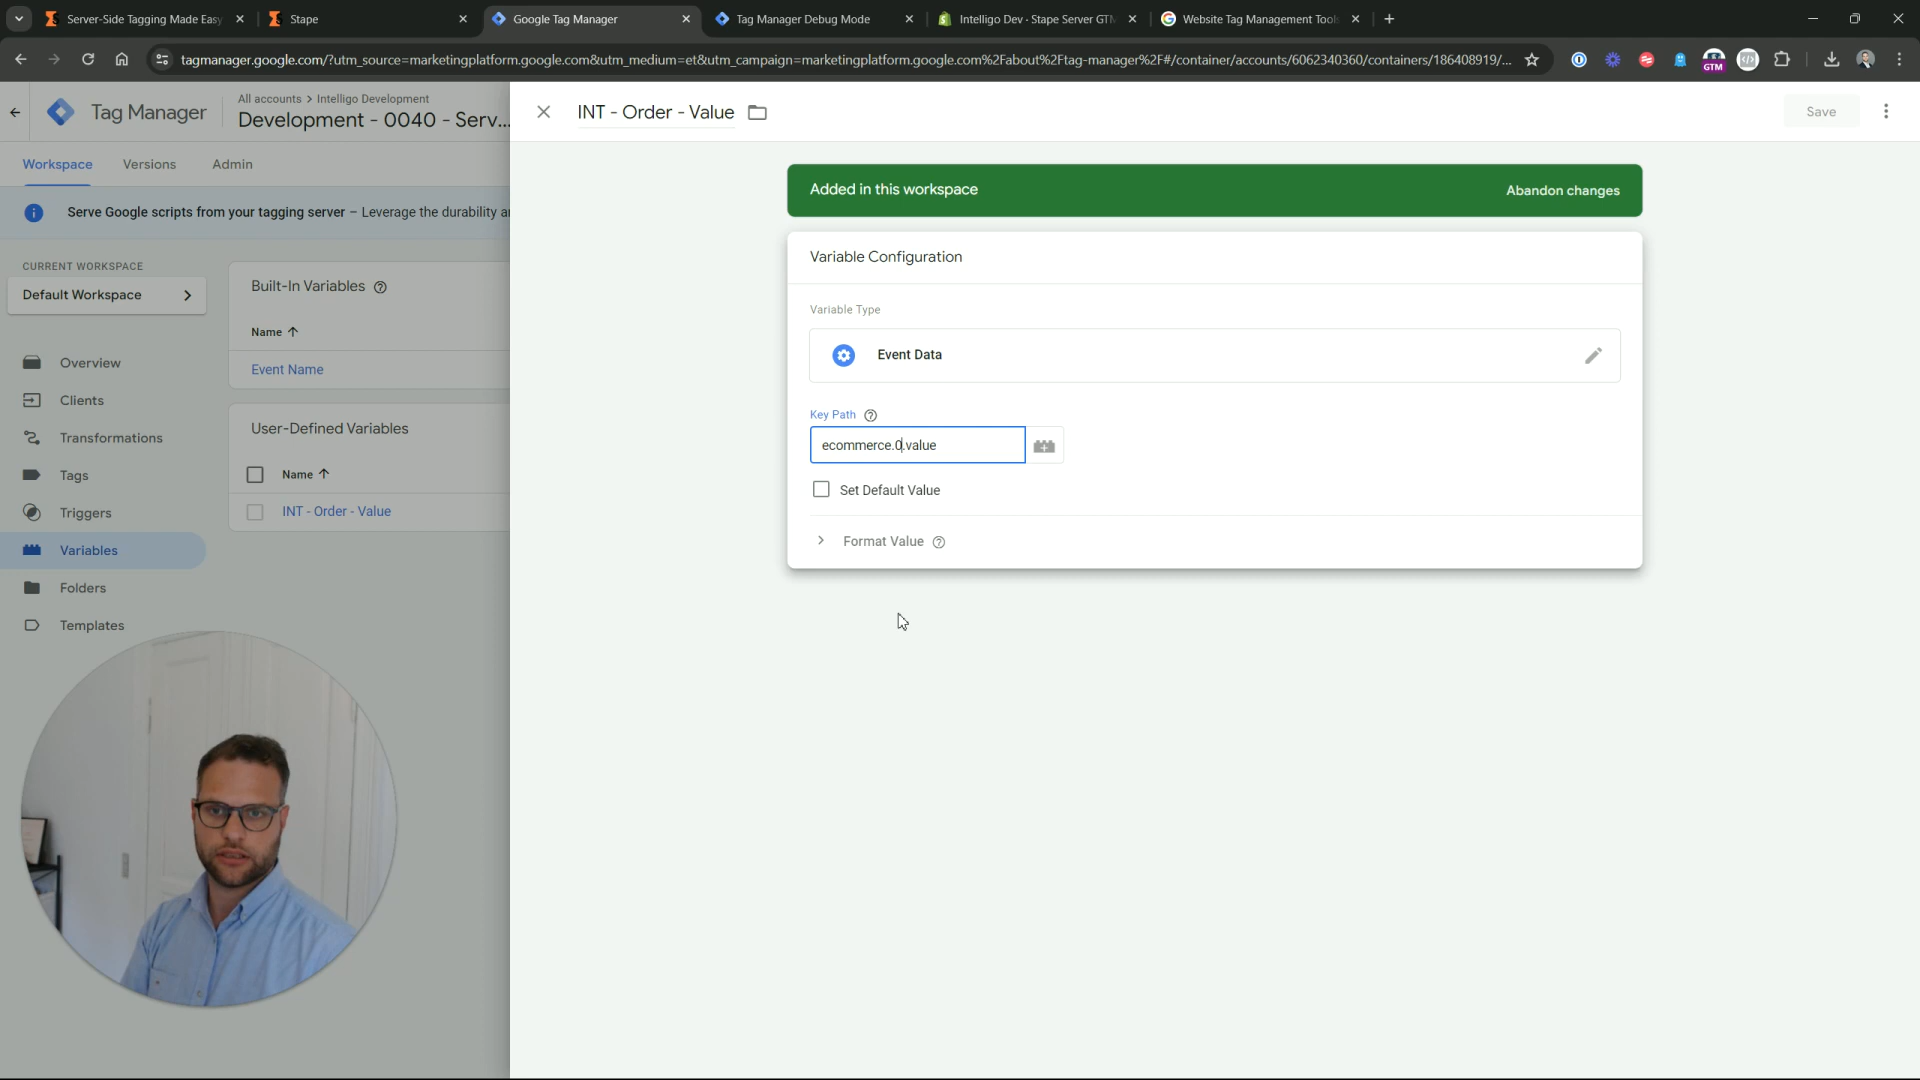 Server-Side Tagging Made Easy
Stape
Google Tag Manager
Tag Manager Debug Mode
Intelligo Dev - Stape Server GTM
Website Tag Management Tools
tagmanager.google.com/?utm_source=marketingplatform.google.com&utm_medium=et&utm_campaign=marketingplatform.google.com%2Fabout%2Ftag-manager%2F#/container/accounts/6062340360/containers/186408919/...
GTM
Tag Manager
All accounts > Intelligo Development
Development - 0040 - Serv...
INT - Order - Value
Save
Workspace
Versions
Admin
Serve Google scripts from your tagging server – Leverage the durability a
CURRENT WORKSPACE
Default Workspace
Overview
Clients
Transformations
Tags
Triggers
Variables
Folders
Templates
Built-In Variables
Name
Event Name
User-Defined Variables
Name
INT - Order - Value
Added in this workspace
Abandon changes
Variable Configuration
Variable Type
Event Data
Key Path
ecommerce.0.value
Set Default Value
Format Value